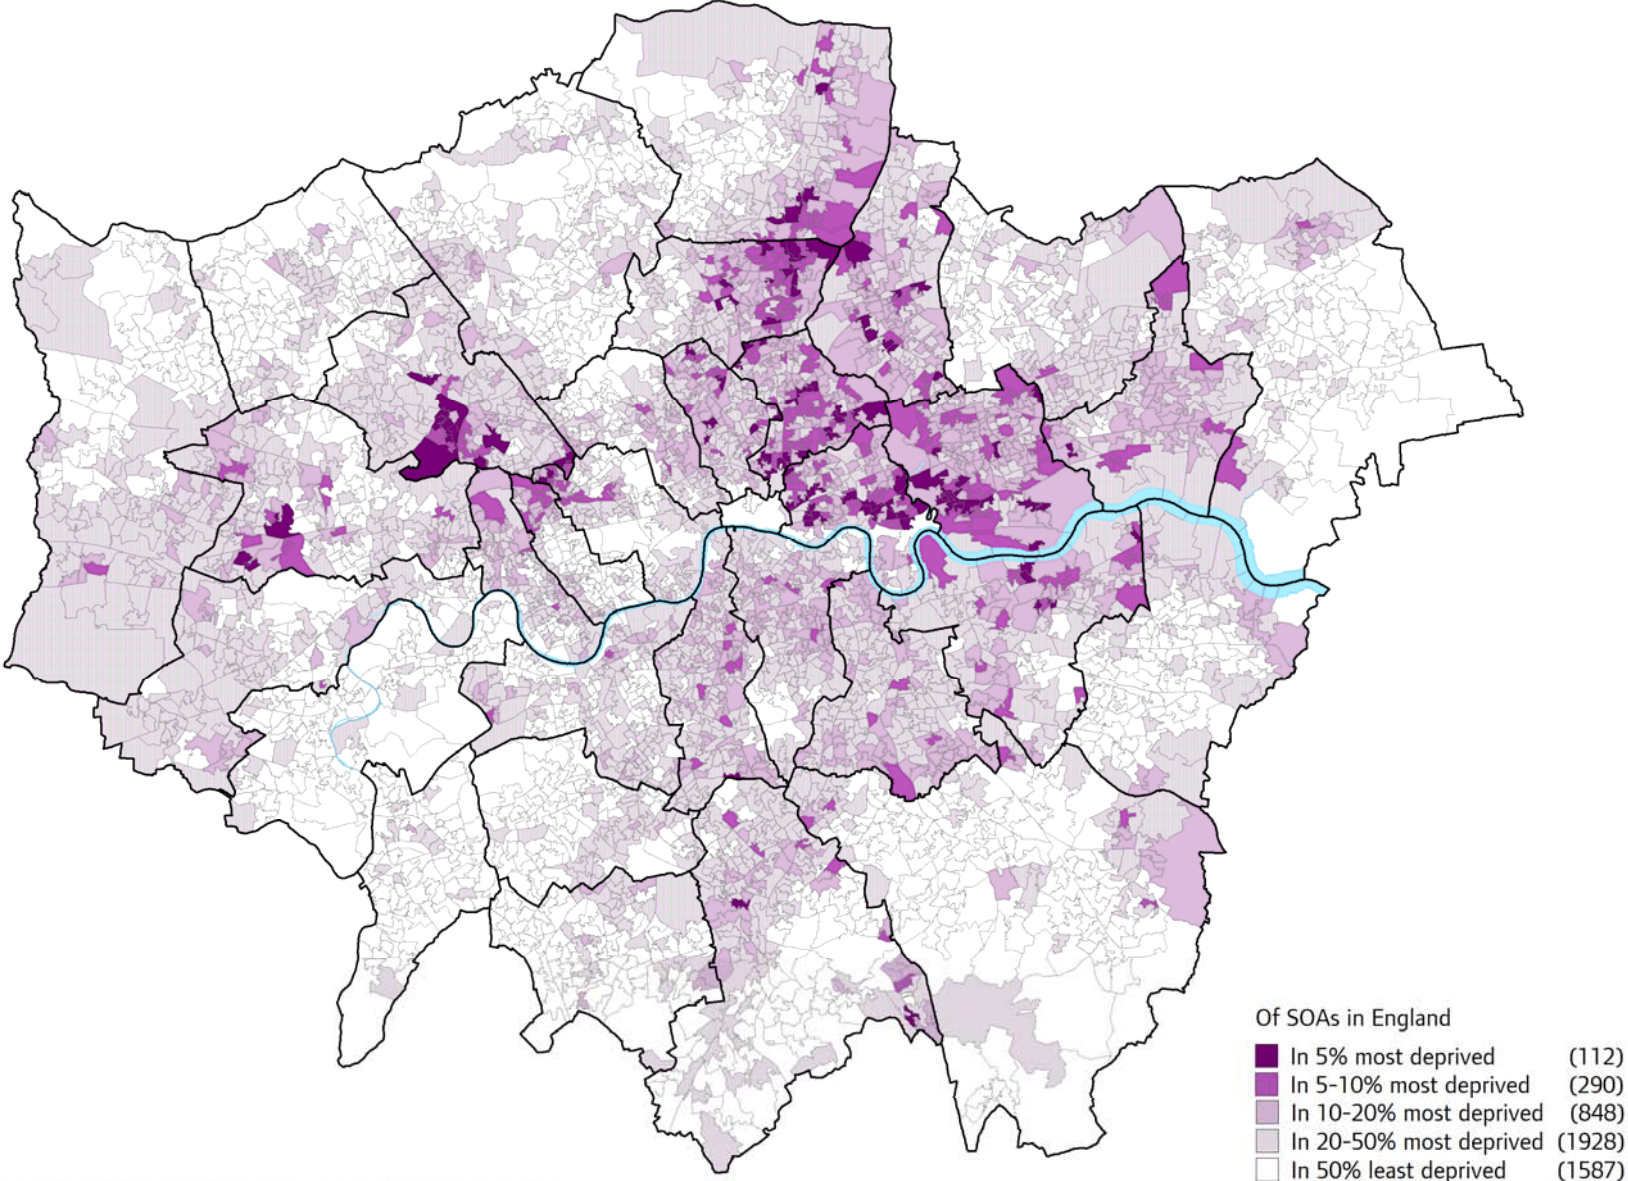 Of SOAs in England
In 5% most deprived (112)
In 5-10% most deprived (290)
In 10-20% most deprived (848)
In 20-50% most deprived (1928)
In 50% least deprived (1587)